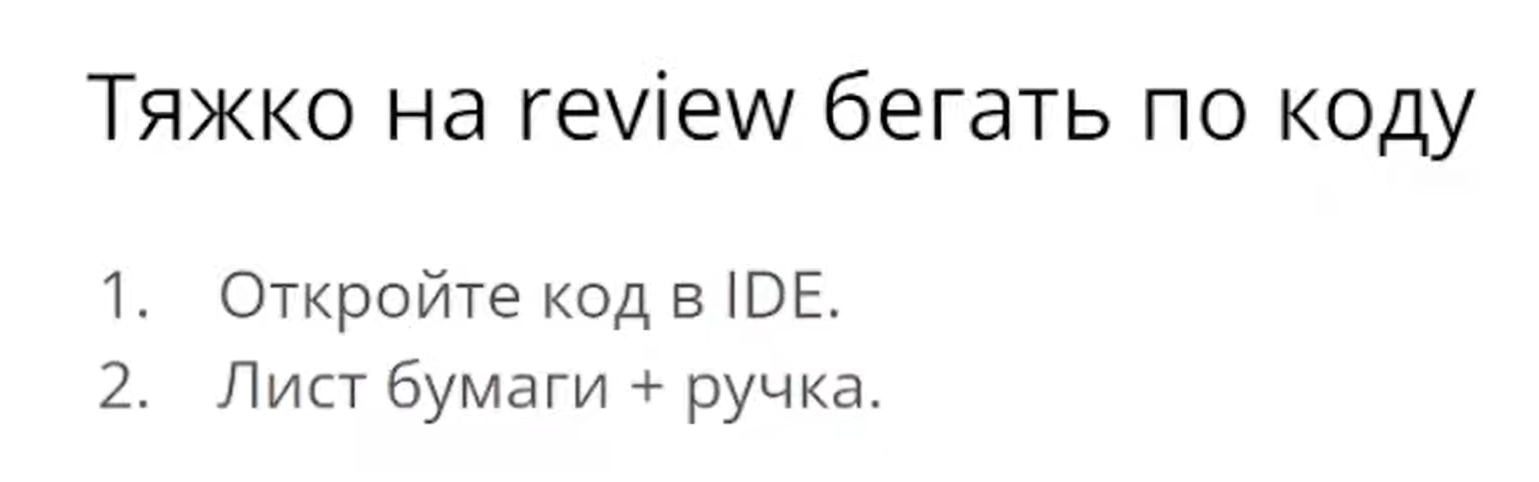 Тяжко на review бегать по коду
1. Откройте код в IDE.
2. Лист бумаги + ручка.